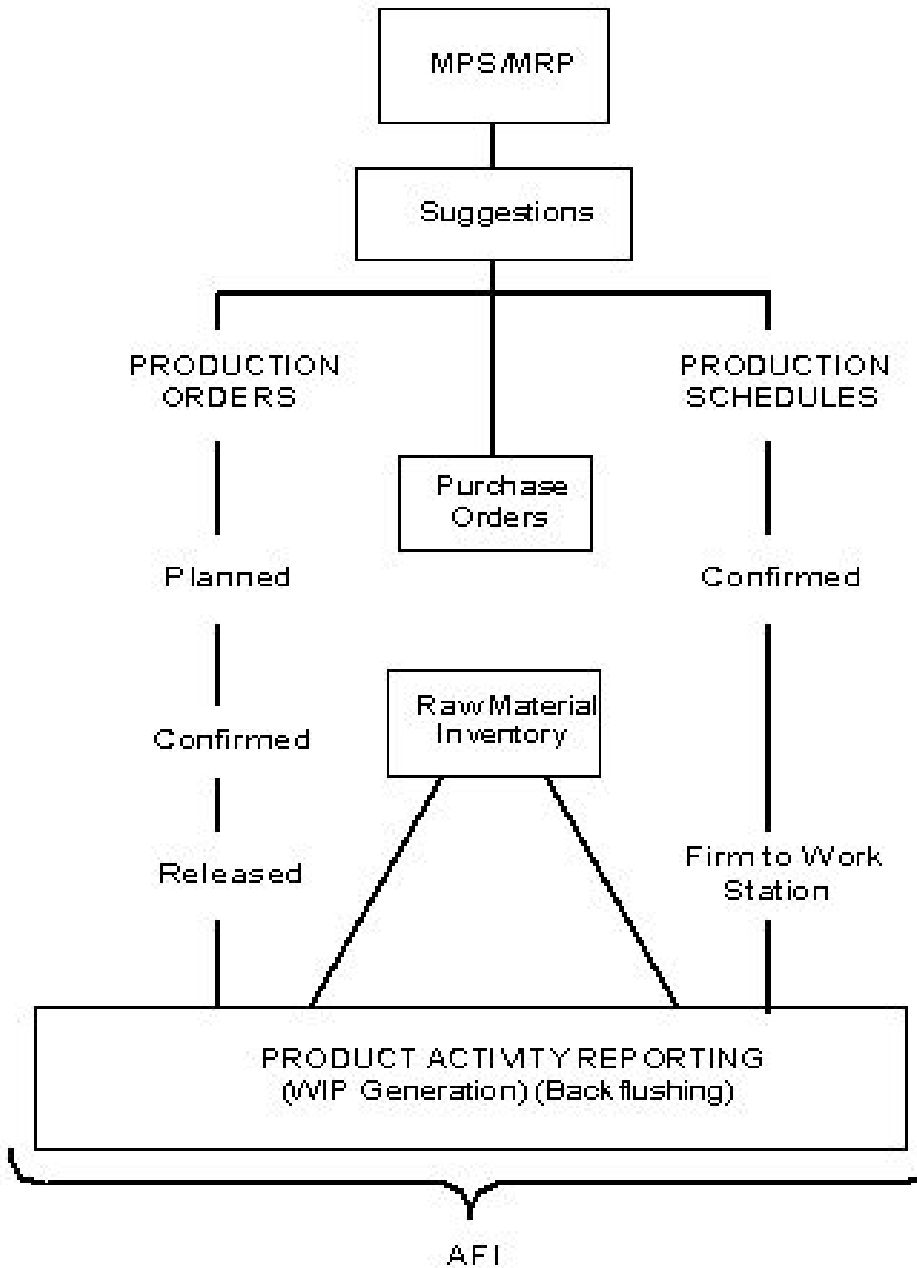 MPS/MRP
Suggestions
PRODUCTION
ORDERS
PRODUCTION
SCHEDULES
Purchase
Orders
Planned
Confirmed
Raw Material
Inventory
Confirmed
Released
Firm to Work
Station
PRODUCT ACTIVITY REPORTING
(WIP Generation) (Backflushing)
AFI